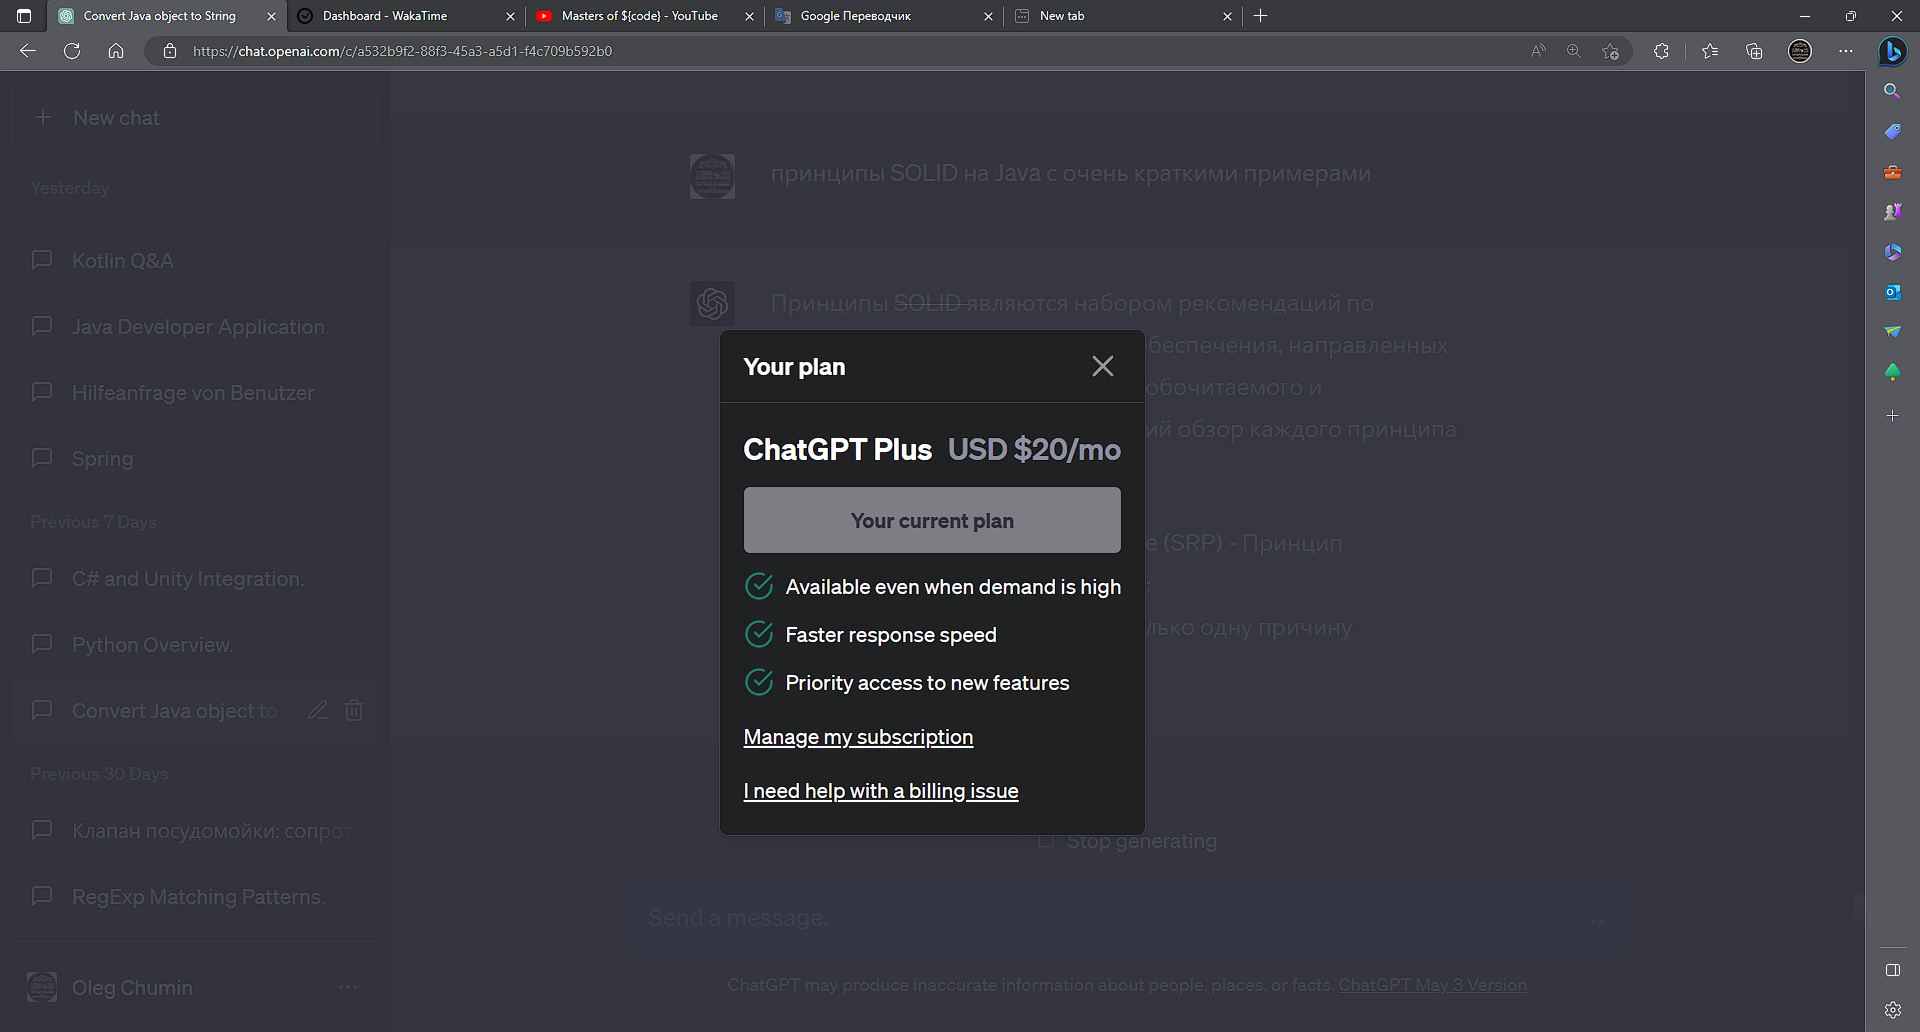 Convert Java object to String
Dashboard - WakaTime
Masters of ${code} - YouTube
Google Переводчик
New tab
https://chat.openai.com/c/a532b9f2-88f3-45a3-a5d1-f4c709b592b0
New chat
Yesterday
Kotlin Q&A
Java Developer Application.
Hilfeanfrage von Benutzer
Spring
Previous 7 Days
C# and Unity Integration.
Python Overview.
Convert Java object to
Previous 30 Days
Клапан посудомойки: сопрот
RegExp Matching Patterns.
Oleg Chumin
принципы SOLID на Java с очень краткими примерами
Принципы SOLID являются набором рекомендаций по
беспечения, направленных
обочитаемого и
ий обзор каждого принципа
e (SRP) - Принцип
:
лько одну причину
Your plan
ChatGPT Plus USD $20/mo
Your current plan
Available even when demand is high
Faster response speed
Priority access to new features
Manage my subscription
I need help with a billing issue
Stop generating
Send a message.
ChatGPT may produce inaccurate information about people, places, or facts. ChatGPT May 3 Version